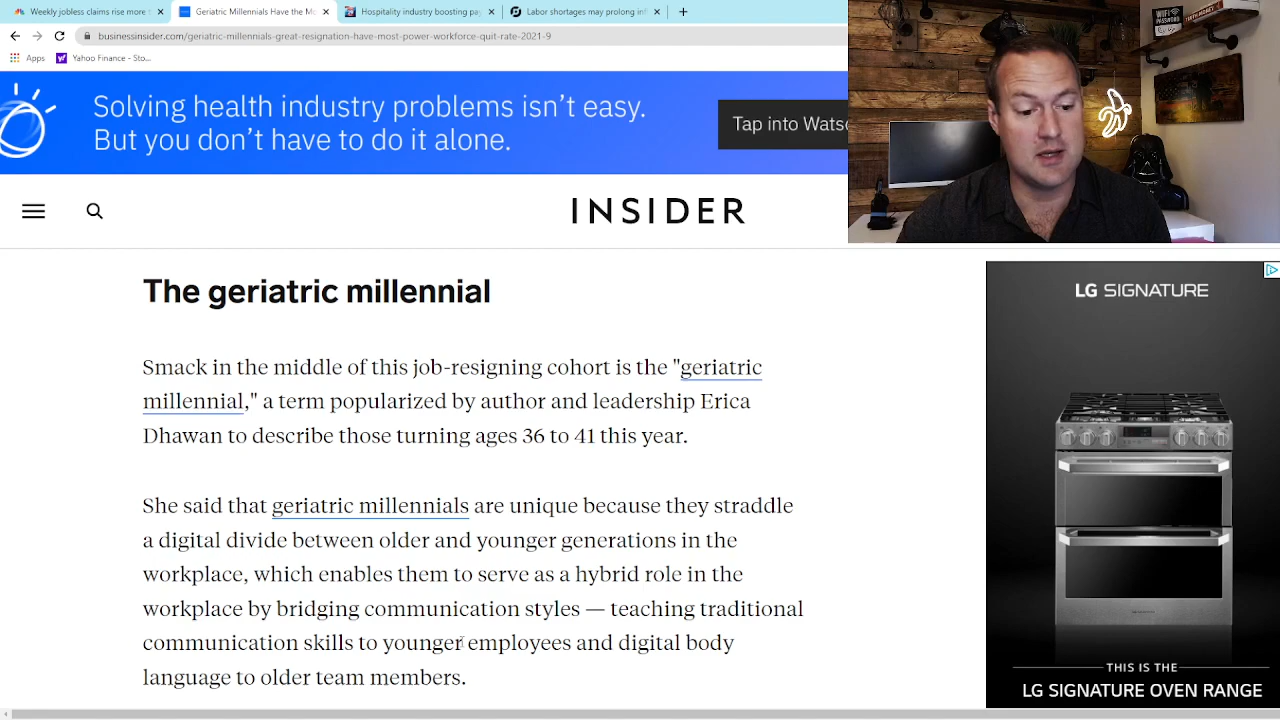 Weekly jobless claims rise more t
Geriatric Millennials Have the Mo
Hospitality industry boosting pay
Labor shortages may prolong inf
businessinsider.com/geriatric-millennials-great-resignation-have-most-power-workforce-quit-rate-2021-9
Apps
Yahoo Finance - Sto...
Solving health industry problems isn't easy.
But you don't have to do it alone.
Tap into Watso
INSIDER
WIFI
PASSWORD
The geriatric millennial
Smack in the middle of this job-resigning cohort is the "geriatric
millennial," a term popularized by author and leadership Erica
Dhawan to describe those turning ages 36 to 41 this year.
She said that geriatric millennials are unique because they straddle
a digital divide between older and younger generations in the
workplace, which enables them to serve as a hybrid role in the
workplace by bridging communication styles — teaching traditional
communication skills to younger employees and digital body
language to older team members.
LG SIGNATURE
THIS IS THE
LG SIGNATURE OVEN RANGE